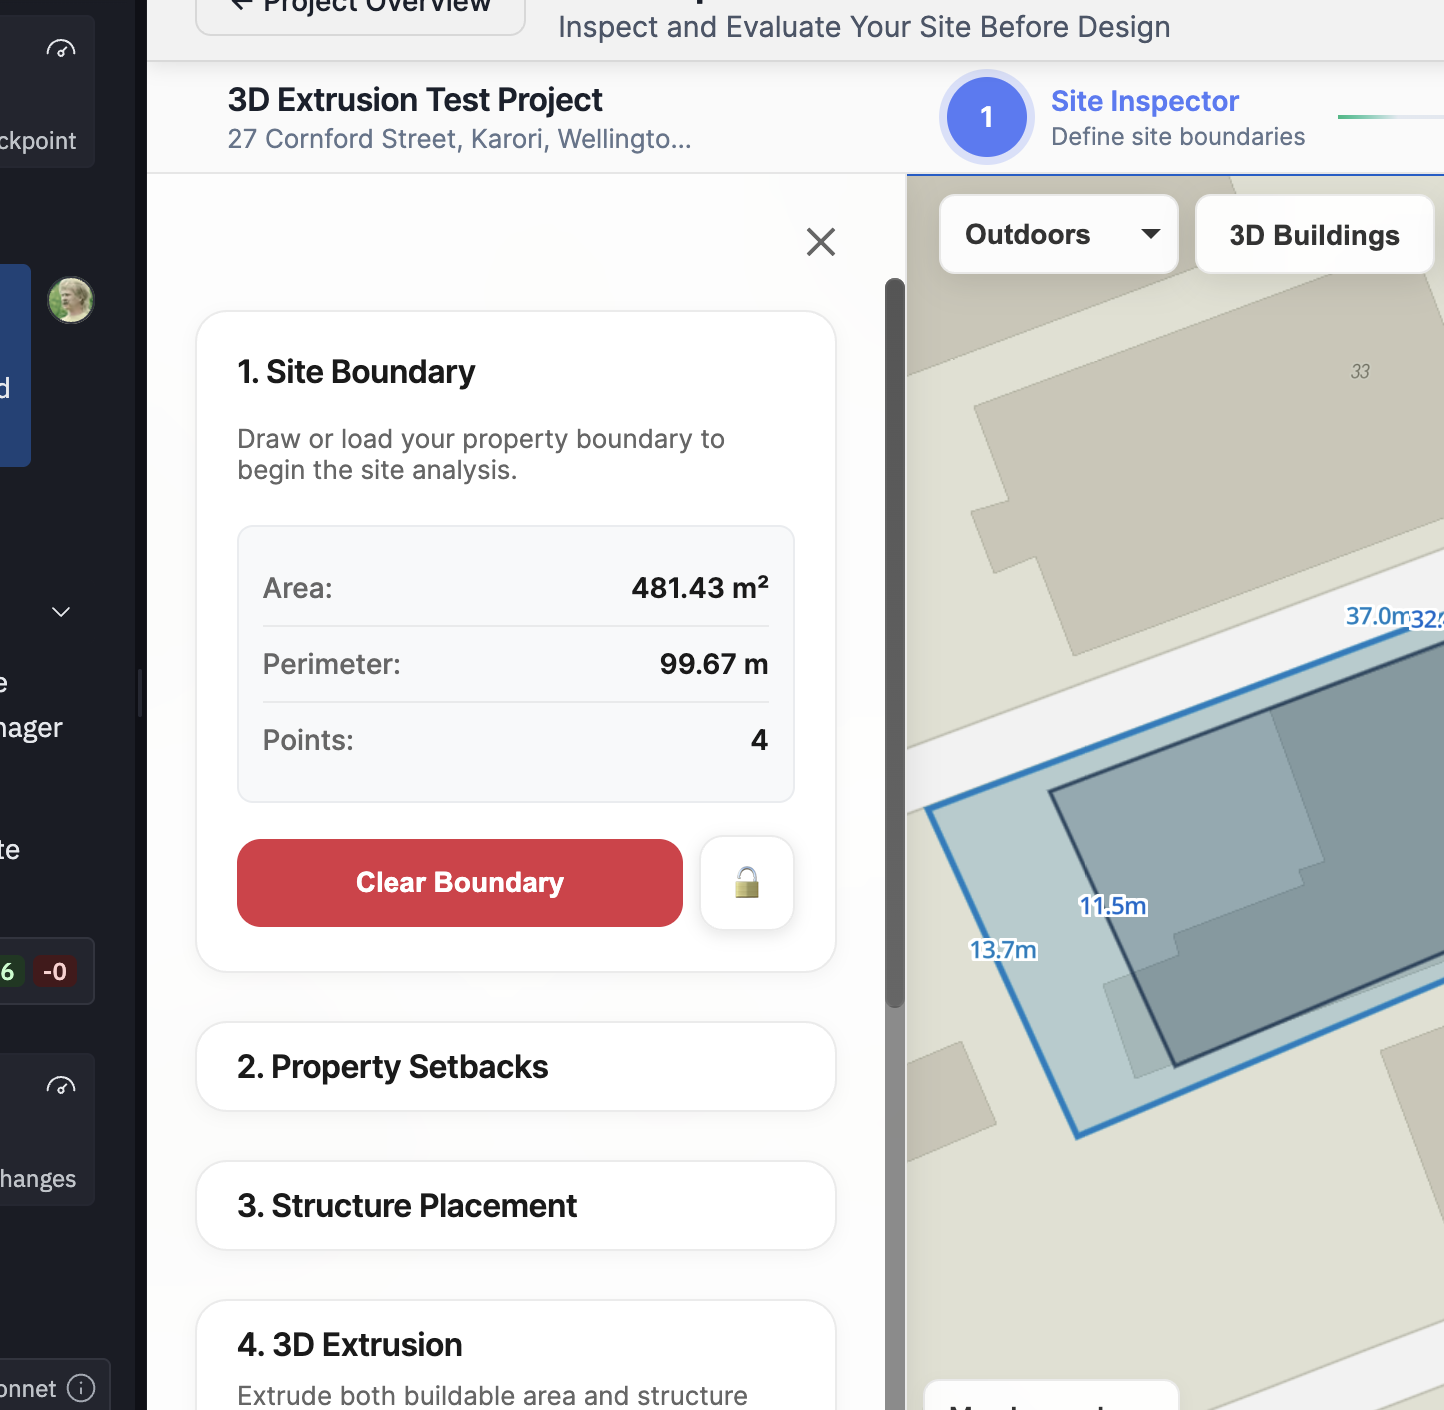 ← Project Overview
Inspect and Evaluate Your Site Before Design
3D Extrusion Test Project
27 Cornford Street, Karori, Wellingto...
1
Site Inspector
Define site boundaries
ckpoint
d
e
nager
te
6 -0
hanges
onnet
1. Site Boundary
Draw or load your property boundary to
begin the site analysis.
Area: 481.43 m²
Perimeter: 99.67 m
Points: 4
Clear Boundary
2. Property Setbacks
3. Structure Placement
4. 3D Extrusion
Extrude both buildable area and structure
Outdoors
3D Buildings
33
37.0m
32.
11.5m
13.7m